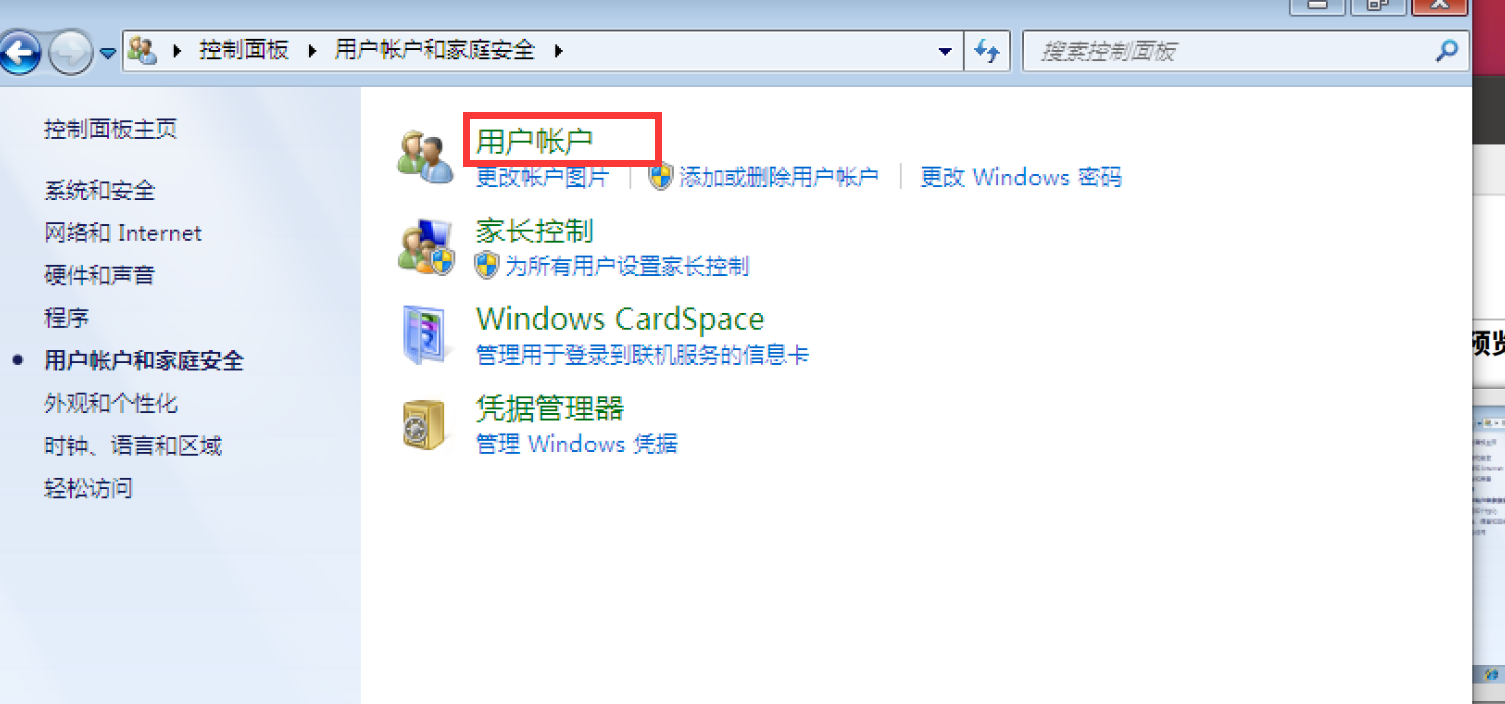 控制面板 用户帐户和家庭安全
搜索控制面板
控制面板主页
系统和安全
网络和 Internet
硬件和声音
程序
用户帐户和家庭安全
外观和个性化
时钟、语言和区域
轻松访问
用户帐户
更改帐户图片 添加或删除用户帐户 更改 Windows 密码
家长控制
为所有用户设置家长控制
Windows CardSpace
管理用于登录到联机服务的信息卡
凭据管理器
管理 Windows 凭据
预览